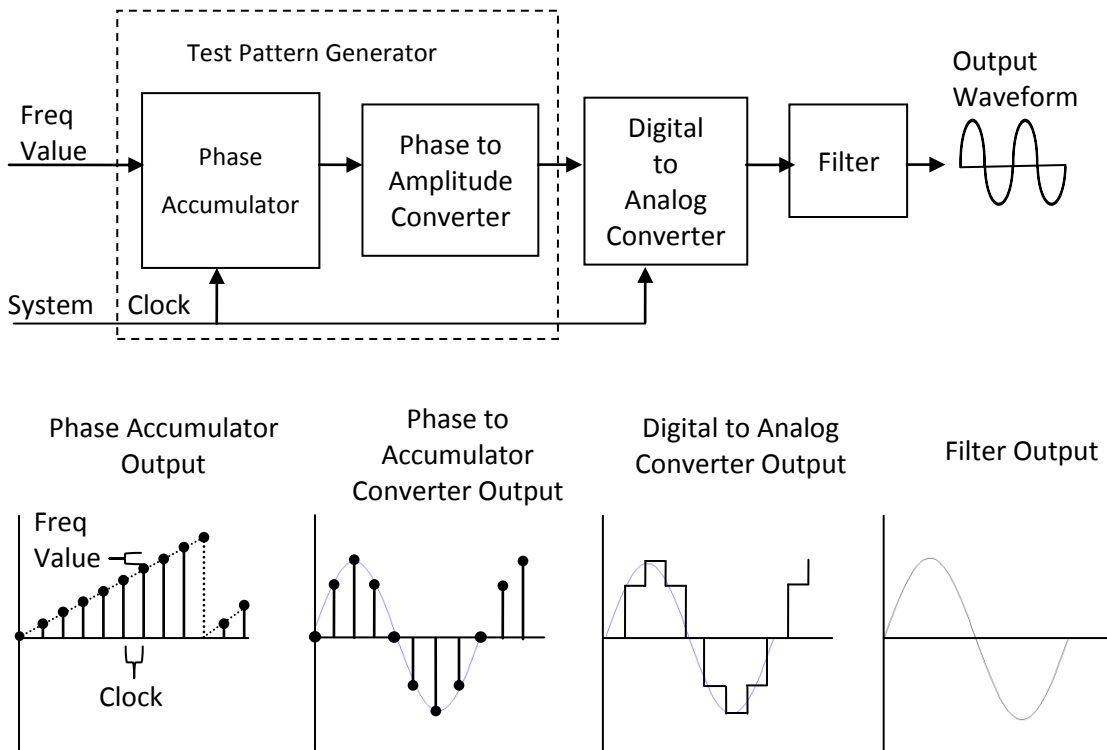 Test Pattern Generator
Freq
Value
Phase
Accumulator
Phase to
Amplitude
Converter
Digital
to
Analog
Converter
Filter
Output
Waveform
System Clock
Phase Accumulator
Output
Phase to
Accumulator
Converter Output
Digital to Analog
Converter Output
Filter Output
Freq
Value
Clock